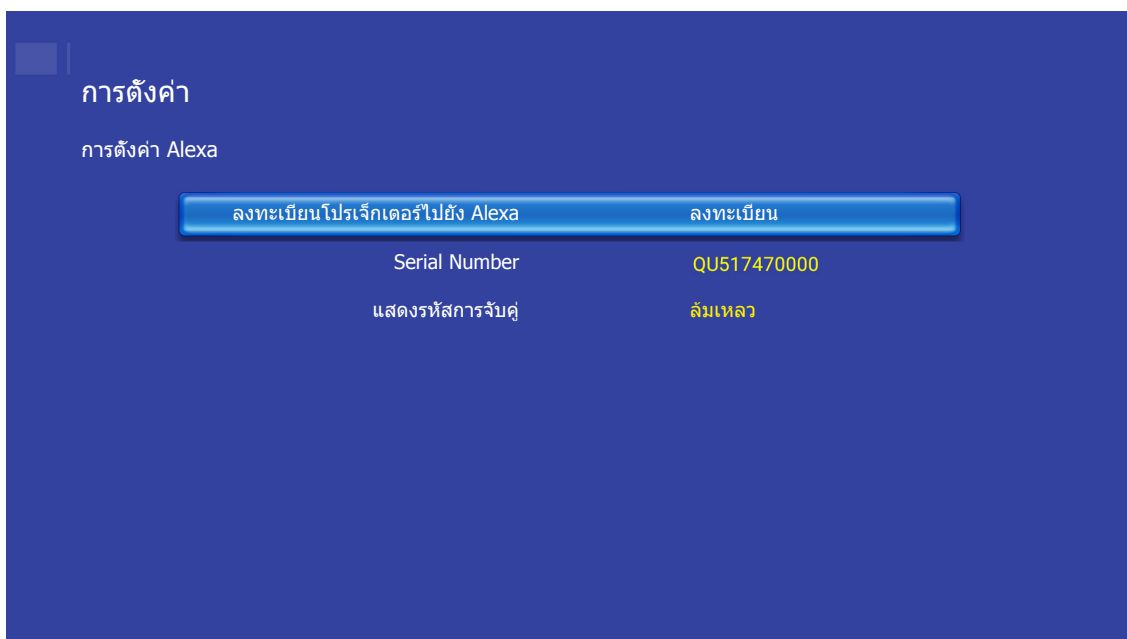 การตั้งค่า
การตั้งค่า Alexa
ลงทะเบียนโปรเจ็กเตอร์ไปยัง Alexa ลงทะเบียน
Serial Number QU517470000
แสดงรหัสการจับคู่ ล้มเหลว